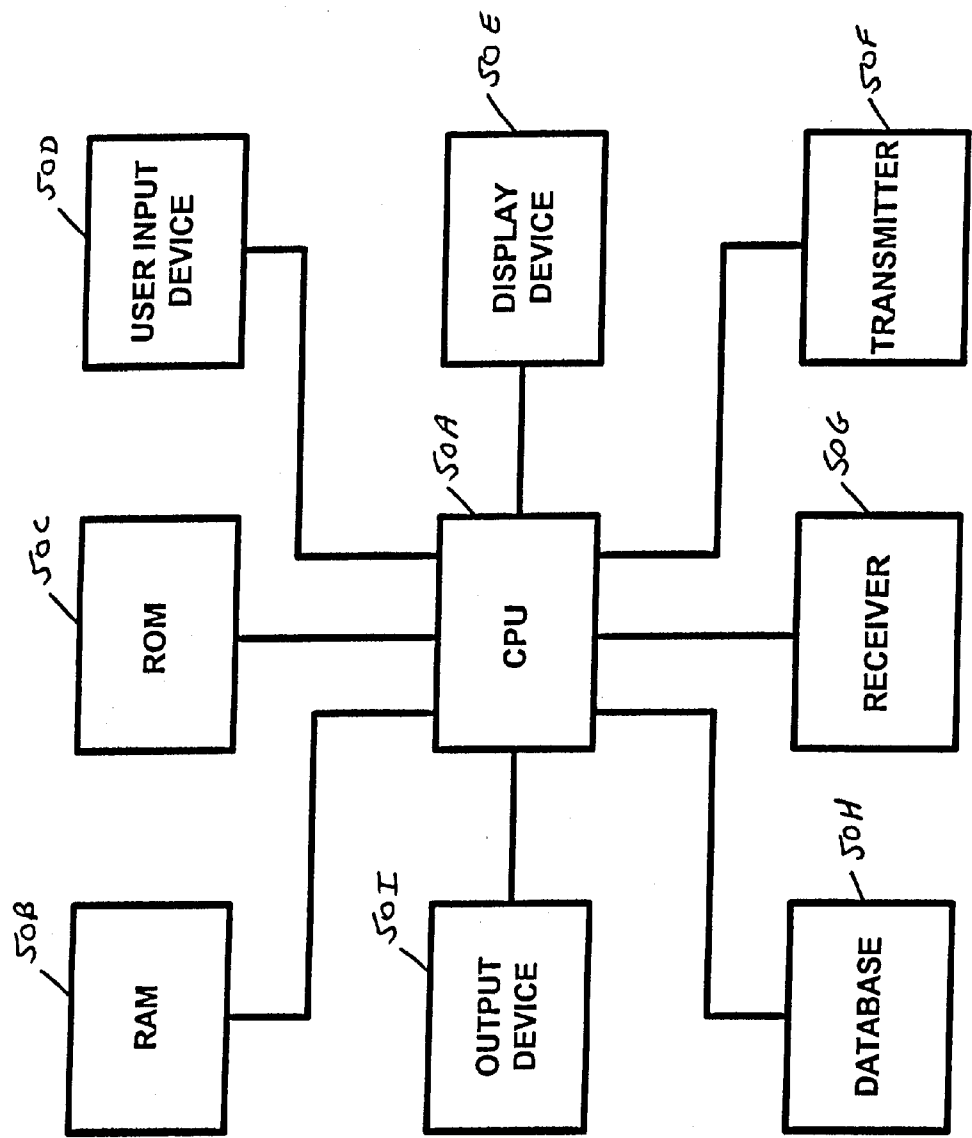 50B
RAM
50C
ROM
50D
USER INPUT
DEVICE
50I
OUTPUT
DEVICE
50A
CPU
50E
DISPLAY
DEVICE
50H
DATABASE
50G
RECEIVER
50F
TRANSMITTER